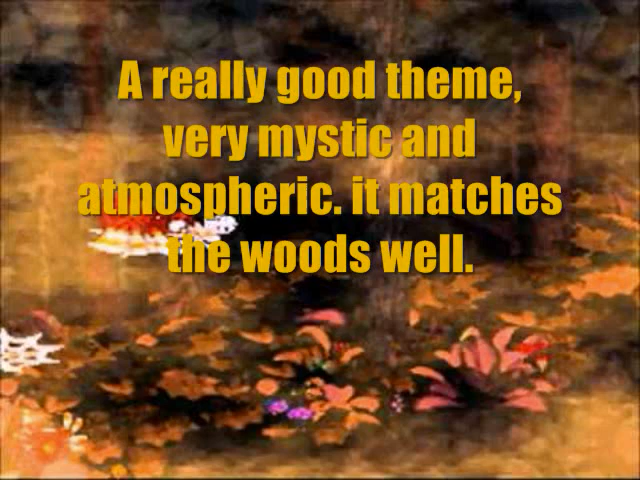 A really good theme,
very mystic and
atmospheric. it matches
the woods well.